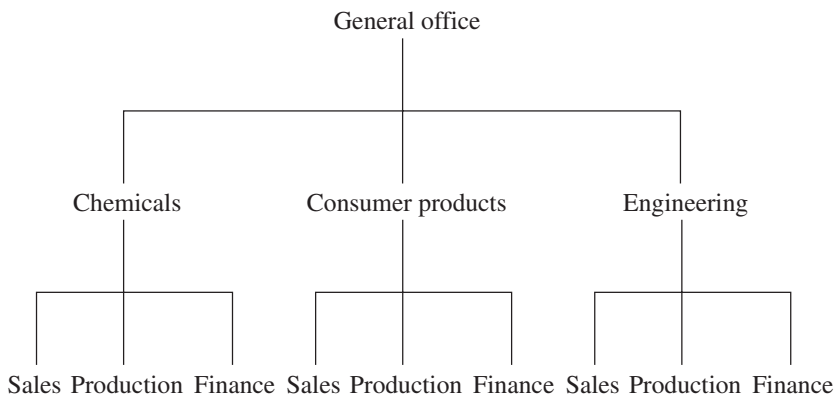 General office
Chemicals Consumer products Engineering
Sales Production Finance Sales Production Finance Sales Production Finance